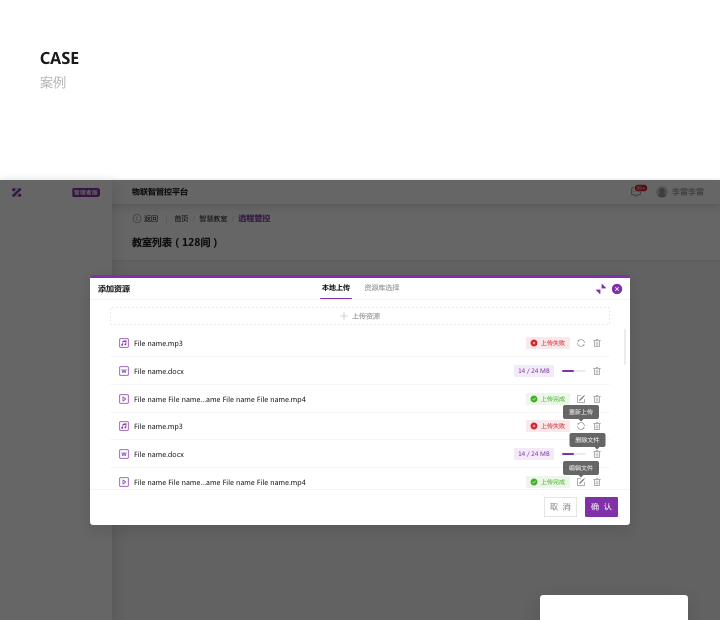 CASE
案例
管理客服
物联智管控平台
99+
李雷李雷
返回 | 首页 / 智慧教室 / 远程管控
教室列表（128间）
添加资源
本地上传
资源库选择
上传资源
File name.mp3
上传失败
File name.docx
14 / 24 MB
File name File name...ame File name File name.mp4
上传完成
重新上传
File name.mp3
上传失败
删除文件
File name.docx
14 / 24 MB
编辑文件
File name File name...ame File name File name.mp4
上传完成
取 消
确 认